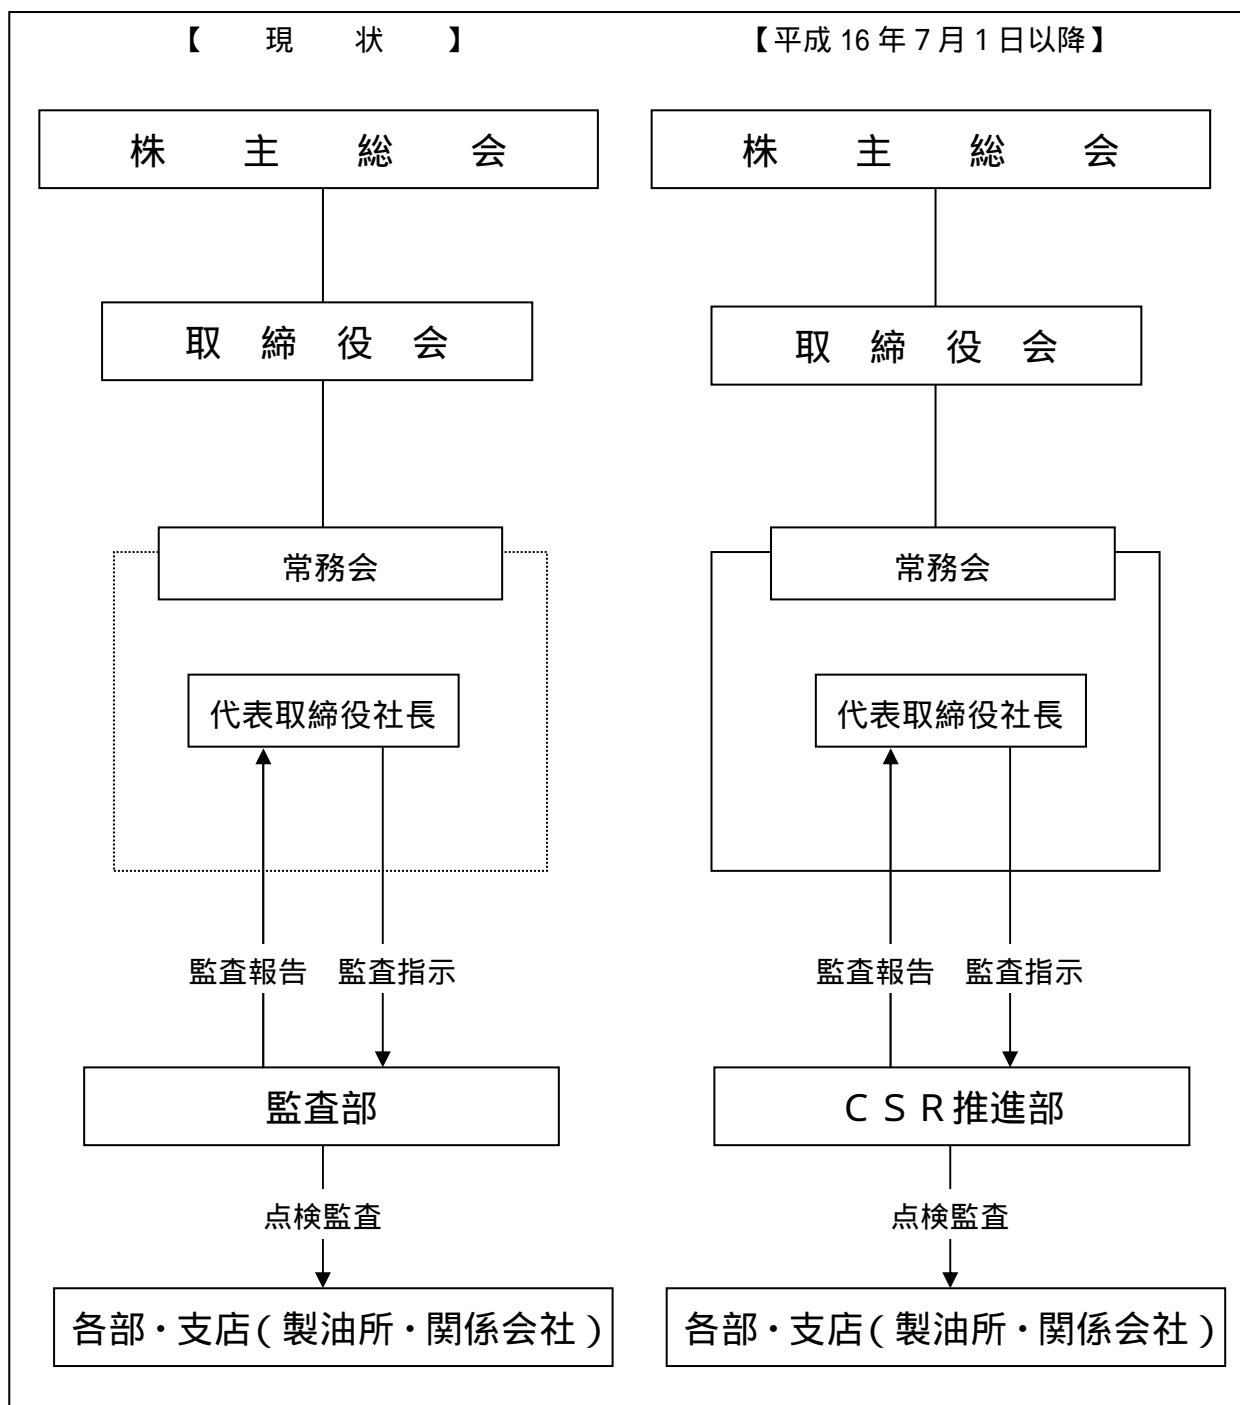 【 現 状 】
株 主 総 会
取 締 役 会
常務会
代表取締役社長
監査報告 監査指示
監査部
点検監査
各部・支店(製油所・関係会社)
【平成 16 年 7 月 1 日以降】
株 主 総 会
取 締 役 会
常務会
代表取締役社長
監査報告 監査指示
CSR推進部
点検監査
各部・支店(製油所・関係会社)